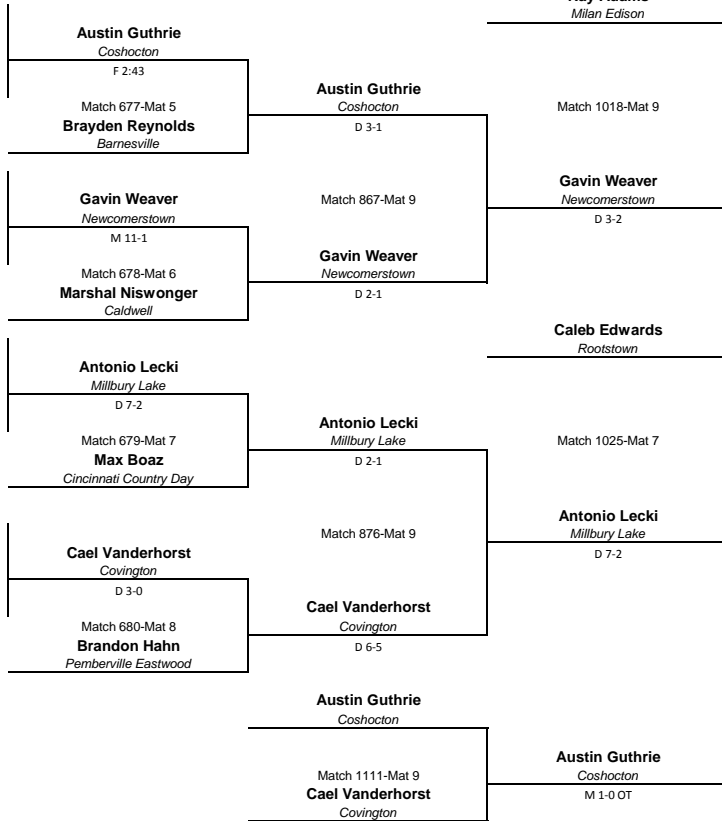 Austin Guthrie
Coshocton
F 2:43
Match 677-Mat 5
Brayden Reynolds
Barnesville
Gavin Weaver
Newcomerstown
M 11-1
Match 678-Mat 6
Marshal Niswonger
Caldwell
Antonio Lecki
Millbury Lake
D 7-2
Match 679-Mat 7
Max Boaz
Cincinnati Country Day
Cael Vanderhorst
Covington
D 3-0
Match 680-Mat 8
Brandon Hahn
Pemberville Eastwood
Austin Guthrie
Coshocton
D 3-1
Match 867-Mat 9
Gavin Weaver
Newcomerstown
D 2-1
Antonio Lecki
Millbury Lake
D 2-1
Match 876-Mat 9
Cael Vanderhorst
Covington
D 6-5
Austin Guthrie
Coshocton
Match 1111-Mat 9
Cael Vanderhorst
Covington
Milan Edison
Match 1018-Mat 9
Gavin Weaver
Newcomerstown
D 3-2
Caleb Edwards
Rootstown
Match 1025-Mat 7
Antonio Lecki
Millbury Lake
D 7-2
Austin Guthrie
Coshocton
M 1-0 OT